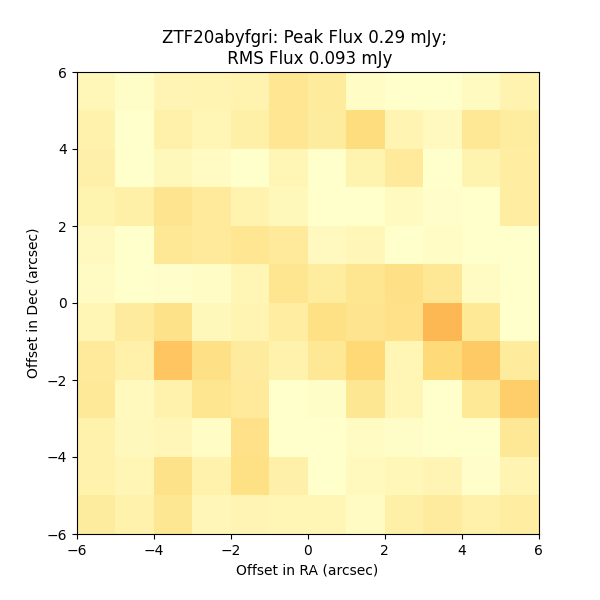 ZTF20abyfgri: Peak Flux 0.29 mJy;
RMS Flux 0.093 mJy
6
4
2
0
−2
−4
−6
Offset in Dec (arcsec)
−6 −4 −2 0 2 4 6
Offset in RA (arcsec)